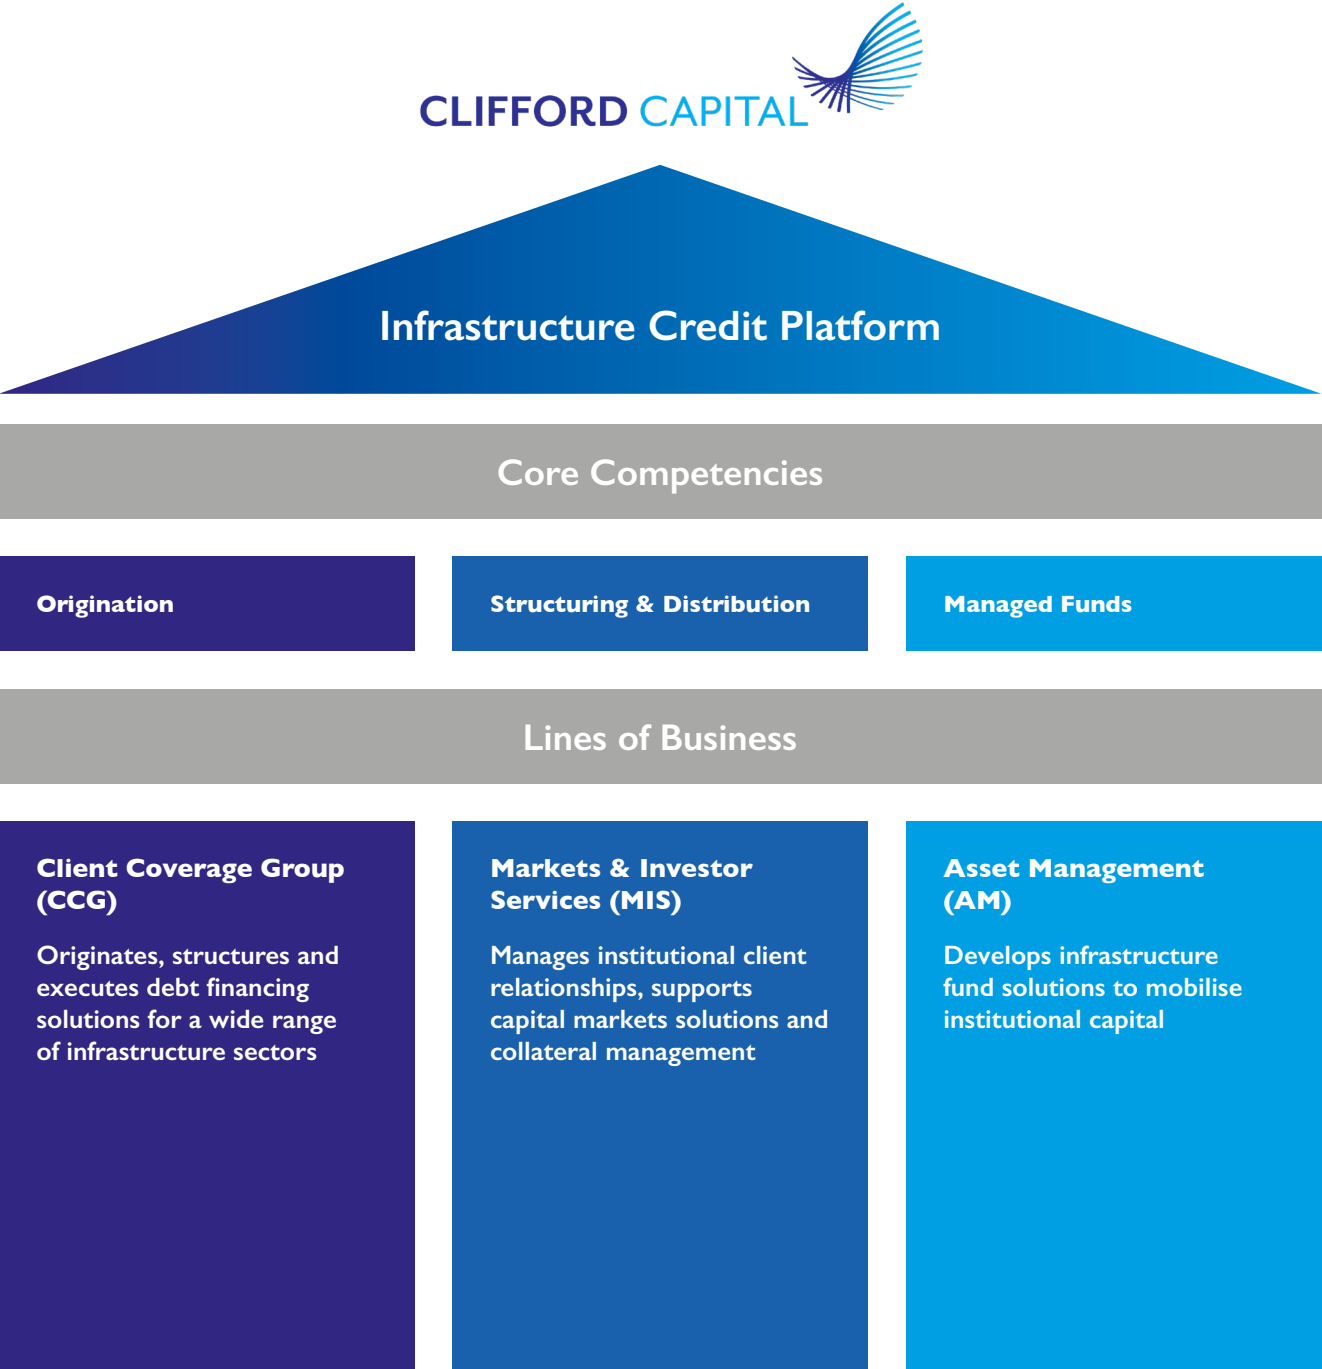 CLIFFORD CAPITAL
Infrastructure Credit Platform
Core Competencies
Origination
Structuring & Distribution
Managed Funds
Lines of Business
Client Coverage Group
(CCG)
Originates, structures and
executes debt financing
solutions for a wide range
of infrastructure sectors
Markets & Investor
Services (MIS)
Manages institutional client
relationships, supports
capital markets solutions and
collateral management
Asset Management
(AM)
Develops infrastructure
fund solutions to mobilise
institutional capital